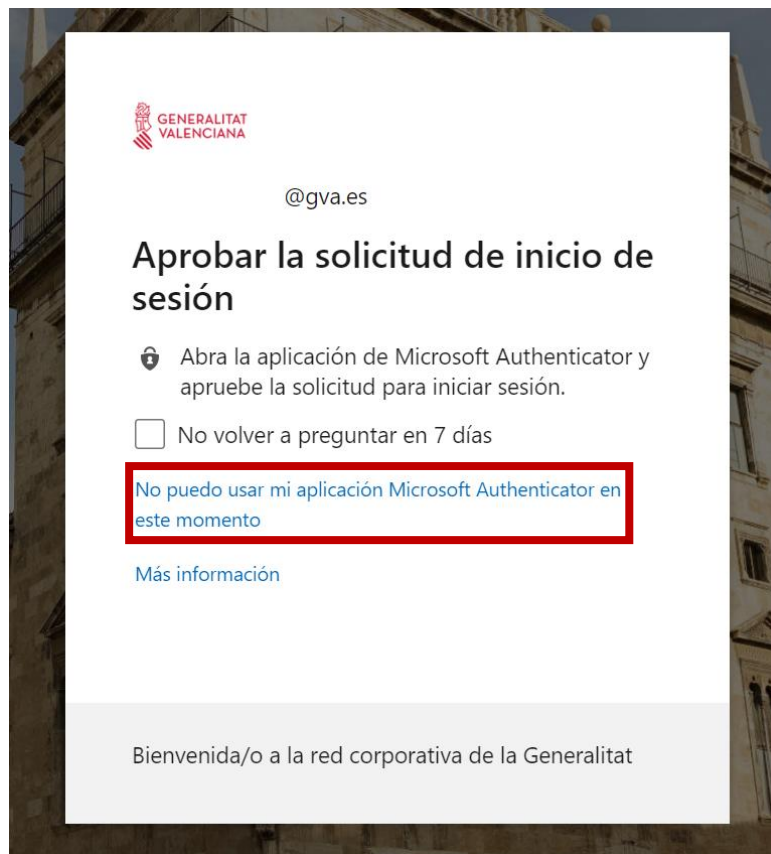 GENERALITAT
VALENCIANA
@gva.es
Aprobar la solicitud de inicio de
sesión
Abra la aplicación de Microsoft Authenticator y
apruebe la solicitud para iniciar sesión.
No volver a preguntar en 7 días
No puedo usar mi aplicación Microsoft Authenticator en
este momento
Más información
Bienvenida/o a la red corporativa de la Generalitat